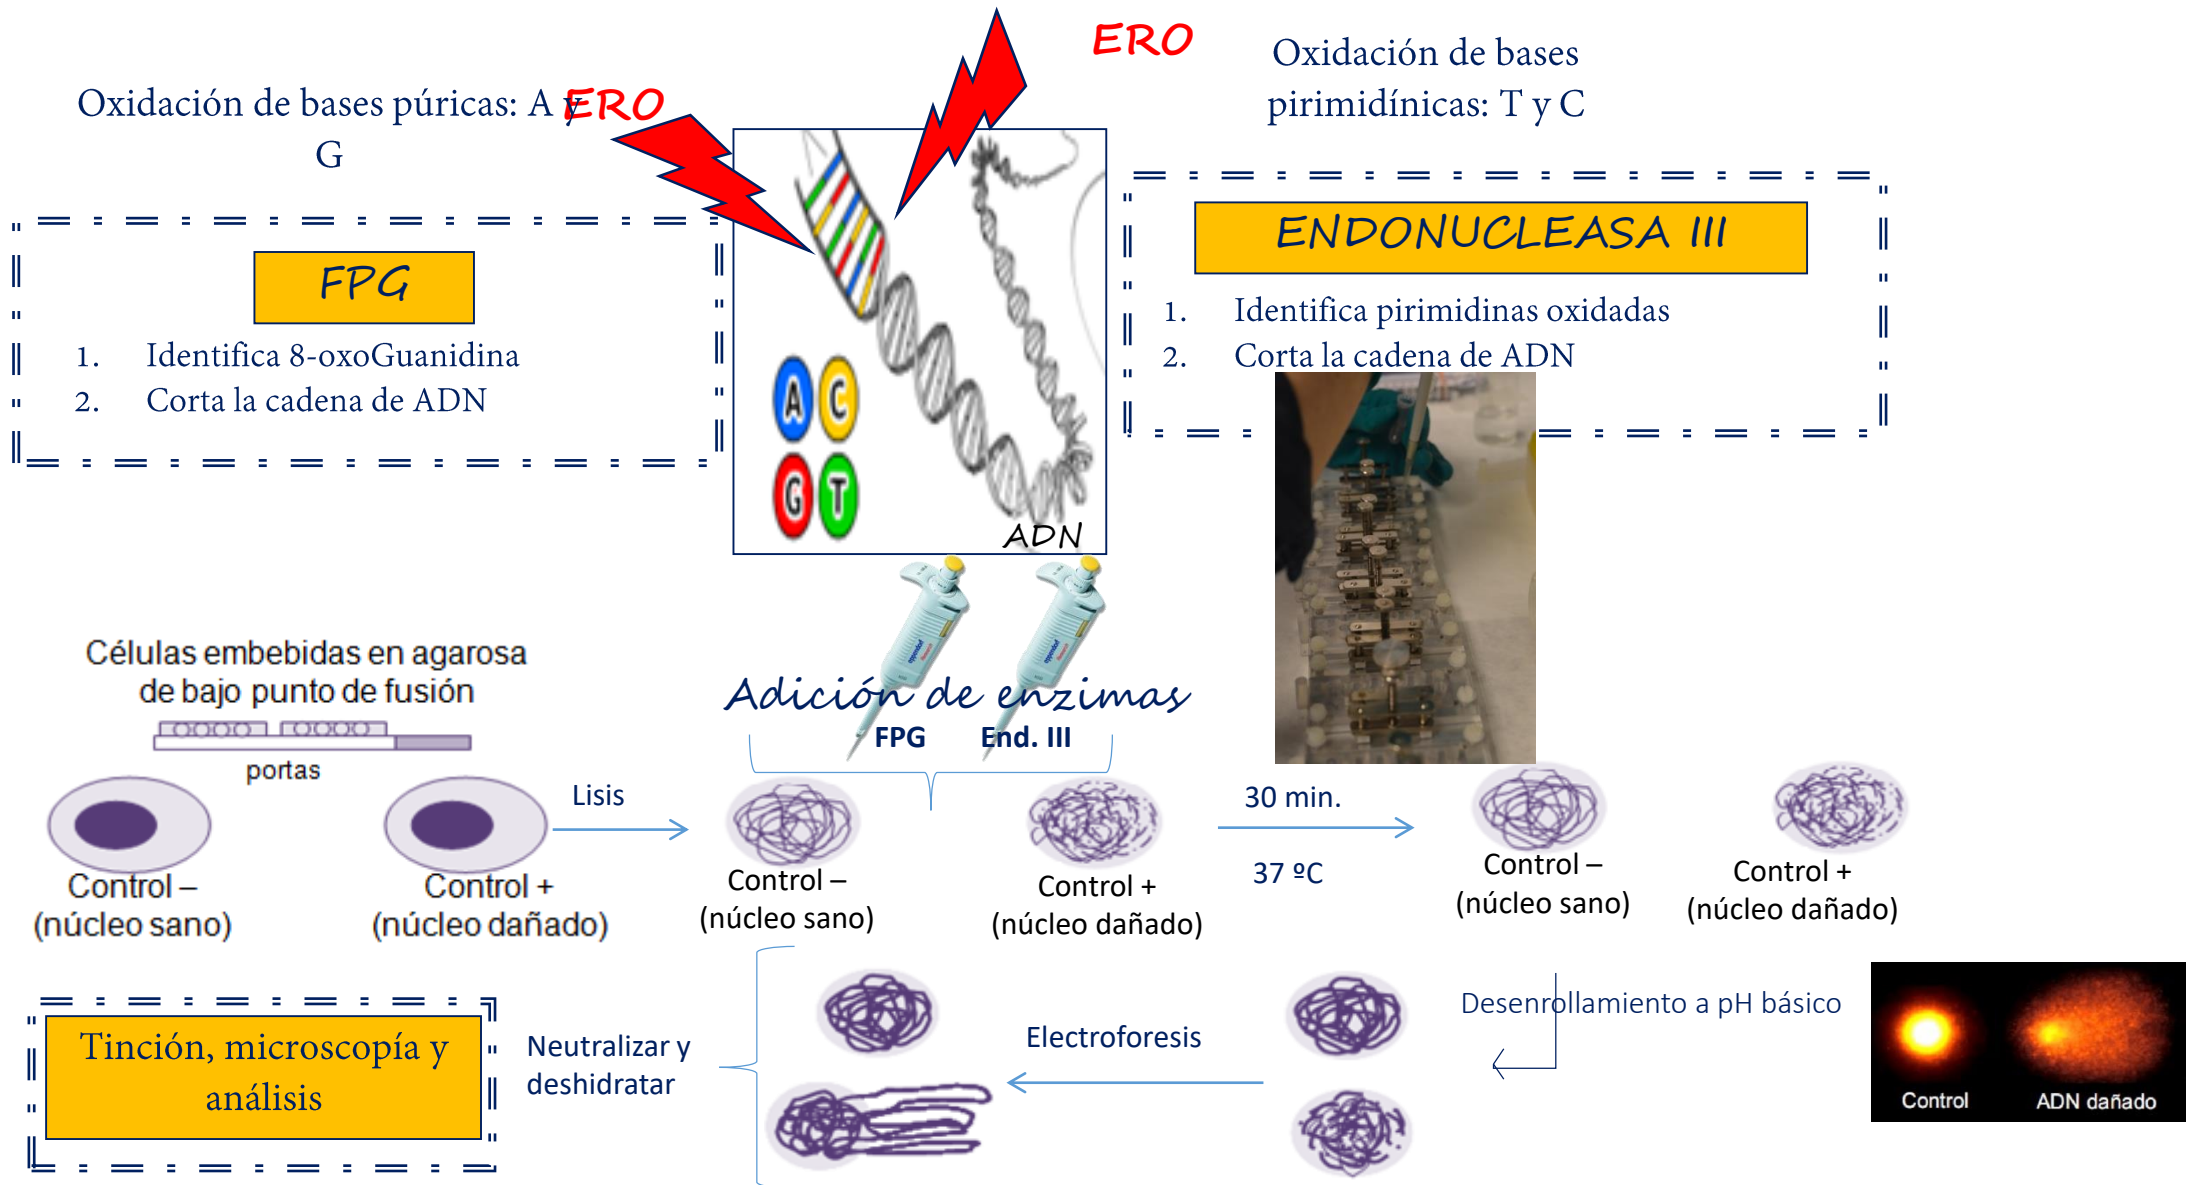 ERO
Oxidación de bases
pirimidínicas: T y C
Oxidación de bases púricas: A y
G
ERO
FPG
1. Identifica 8-oxoGuanidina
2. Corta la cadena de ADN
ENDONUCLEASA III
1. Identifica pirimidinas oxidadas
2. Corta la cadena de ADN
A C
G T
ADN
Células embebidas en agarosa
de bajo punto de fusión
portas
Adición de enzimas
FPG End. III
Lisis
30 min.
37 ºC
Control –
(núcleo sano)
Control +
(núcleo dañado)
Control –
(núcleo sano)
Control +
(núcleo dañado)
Control –
(núcleo sano)
Control +
(núcleo dañado)
Desenrollamiento a pH básico
Electroforesis
Neutralizar y
deshidratar
Tinción, microscopía y
análisis
Control
ADN dañado